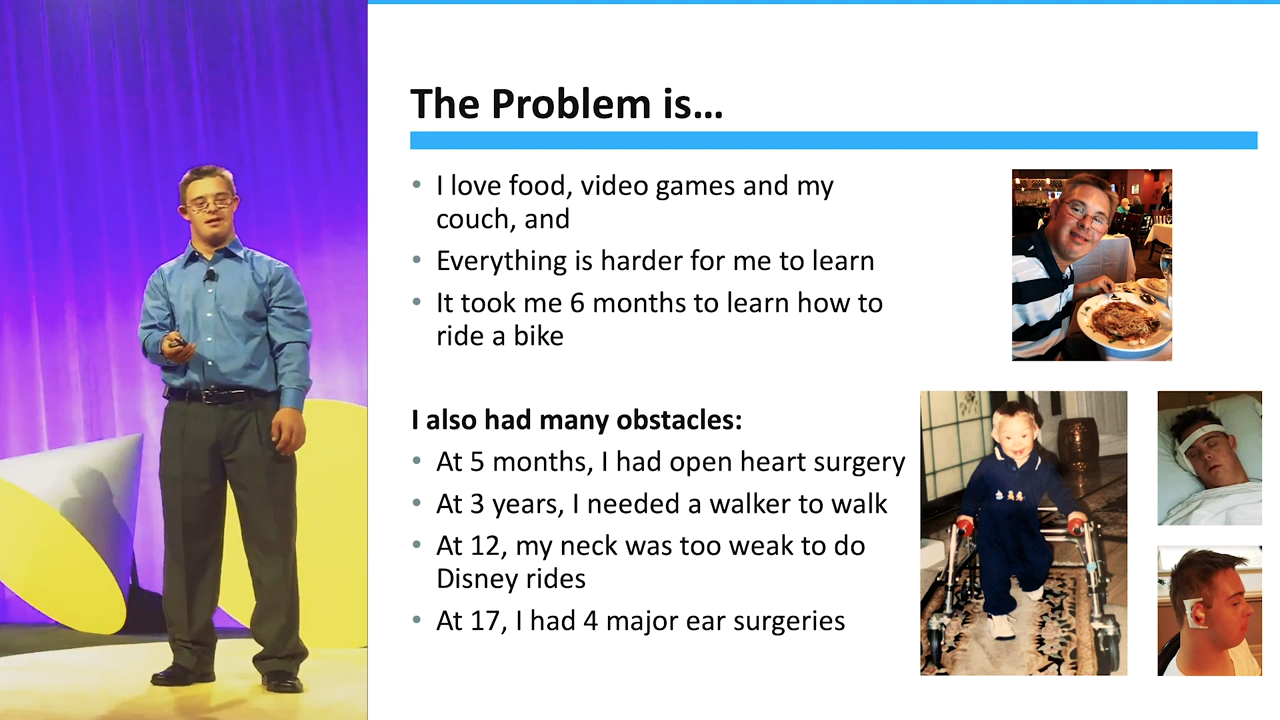 The Problem is…
• I love food, video games and my
couch, and
• Everything is harder for me to learn
• It took me 6 months to learn how to
ride a bike
I also had many obstacles:
• At 5 months, I had open heart surgery
• At 3 years, I needed a walker to walk
• At 12, my neck was too weak to do
Disney rides
• At 17, I had 4 major ear surgeries